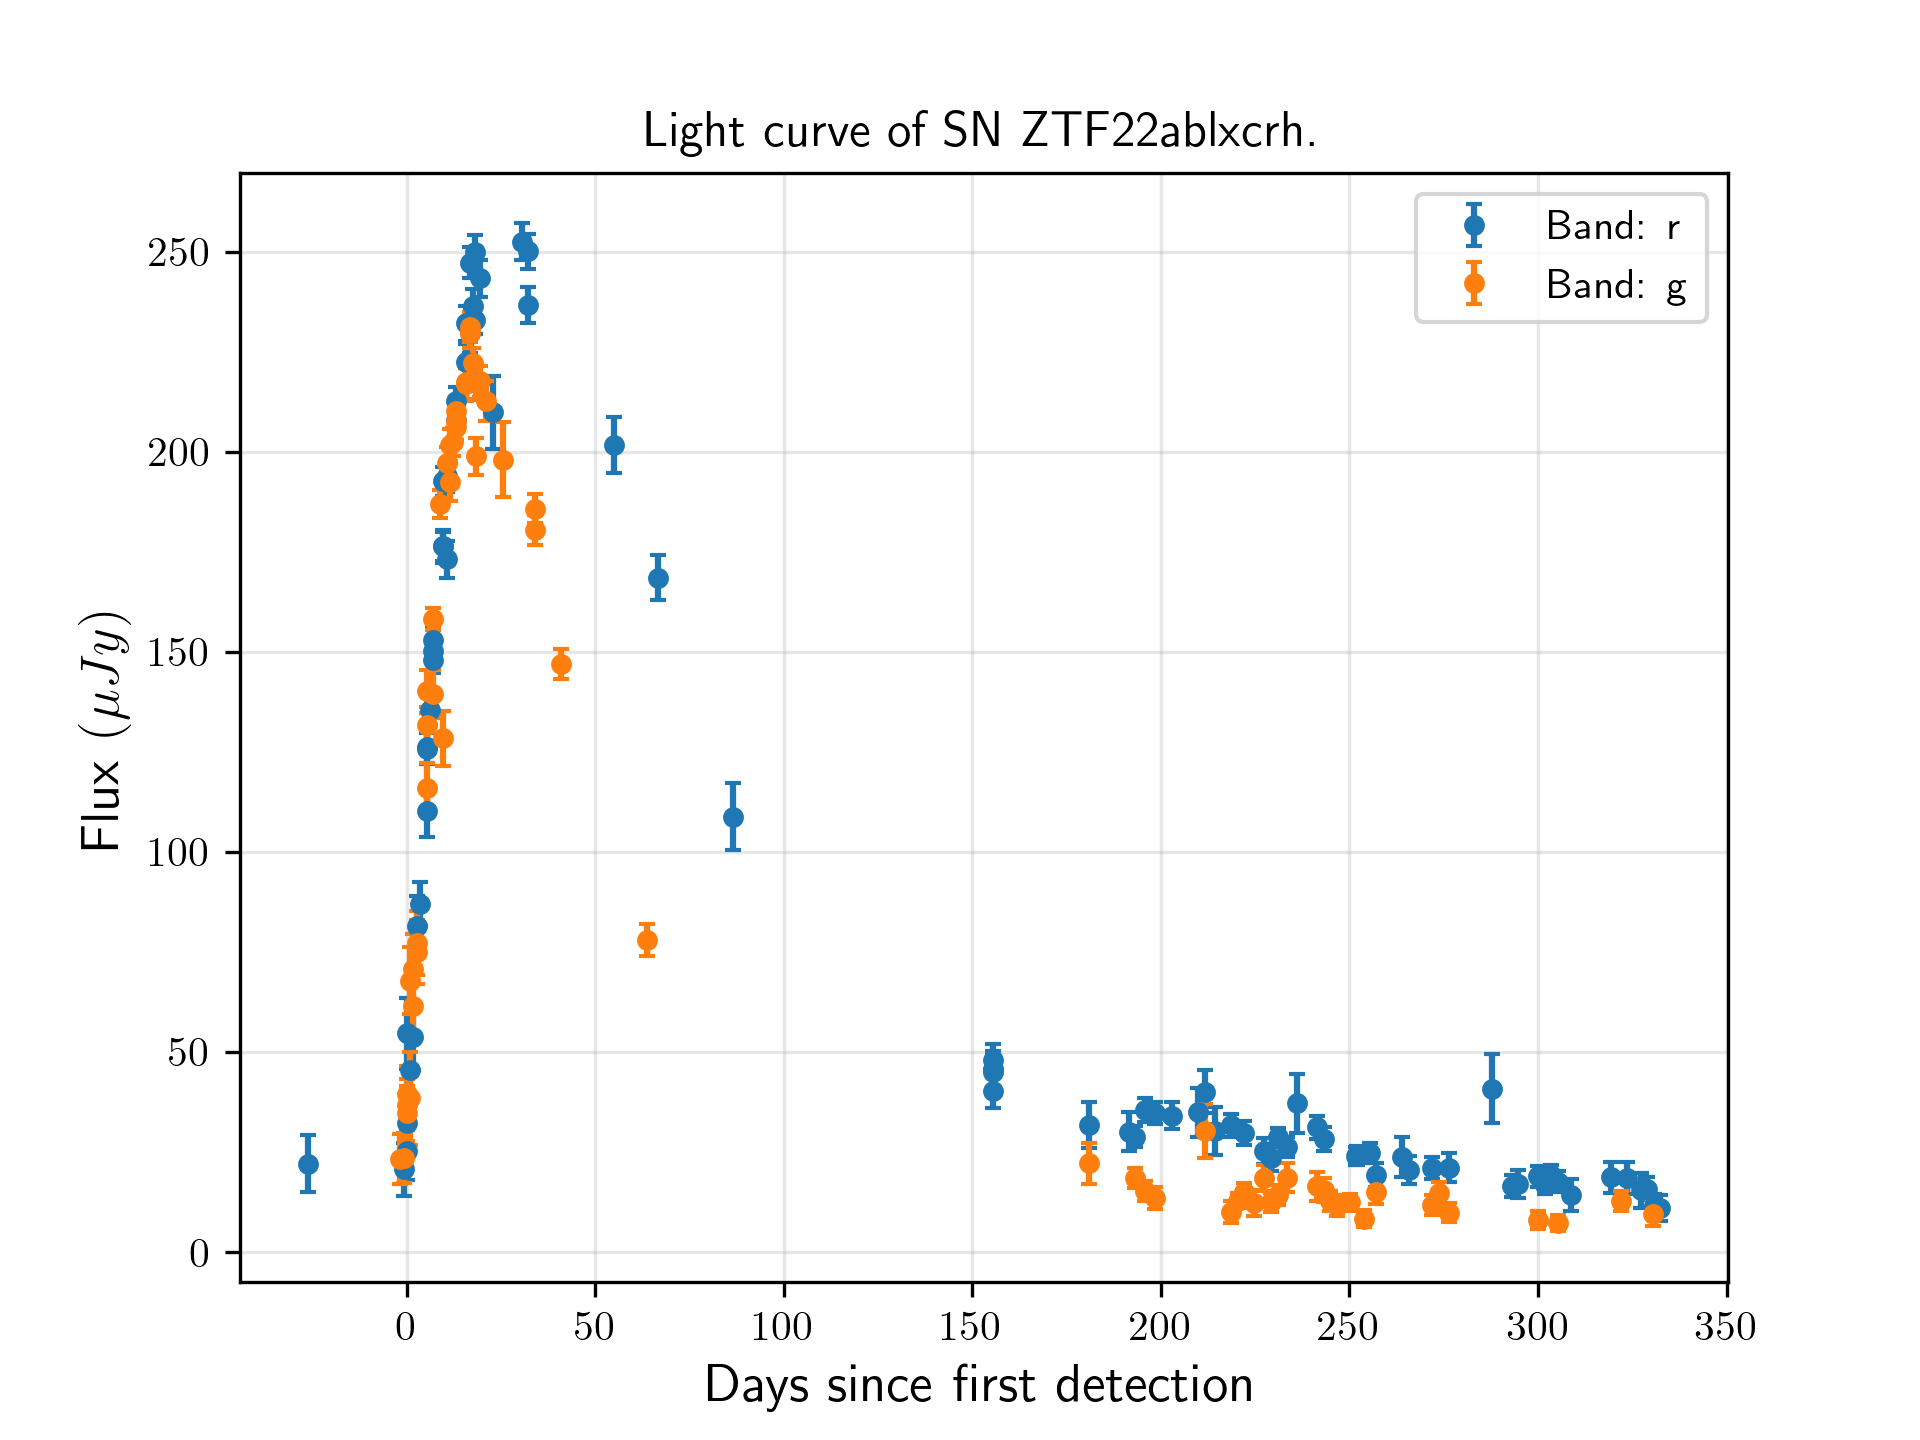 Light curve of SN ZTF22ablxcrh.
Band: r
Band: g
Flux (μJy)
250
200
150
100
50
0
0 50 100 150 200 250 300 350
Days since first detection